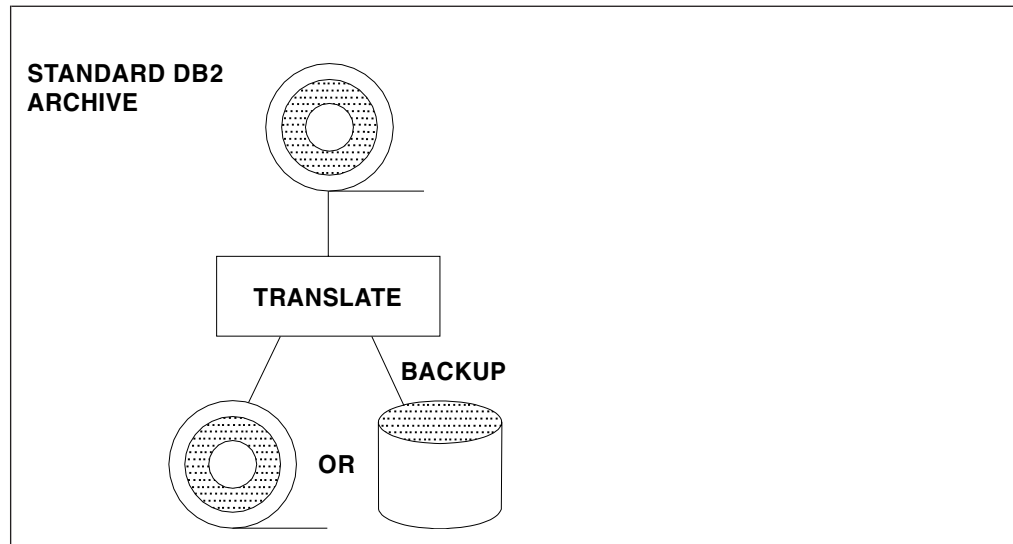 STANDARD DB2
ARCHIVE
TRANSLATE
BACKUP
OR